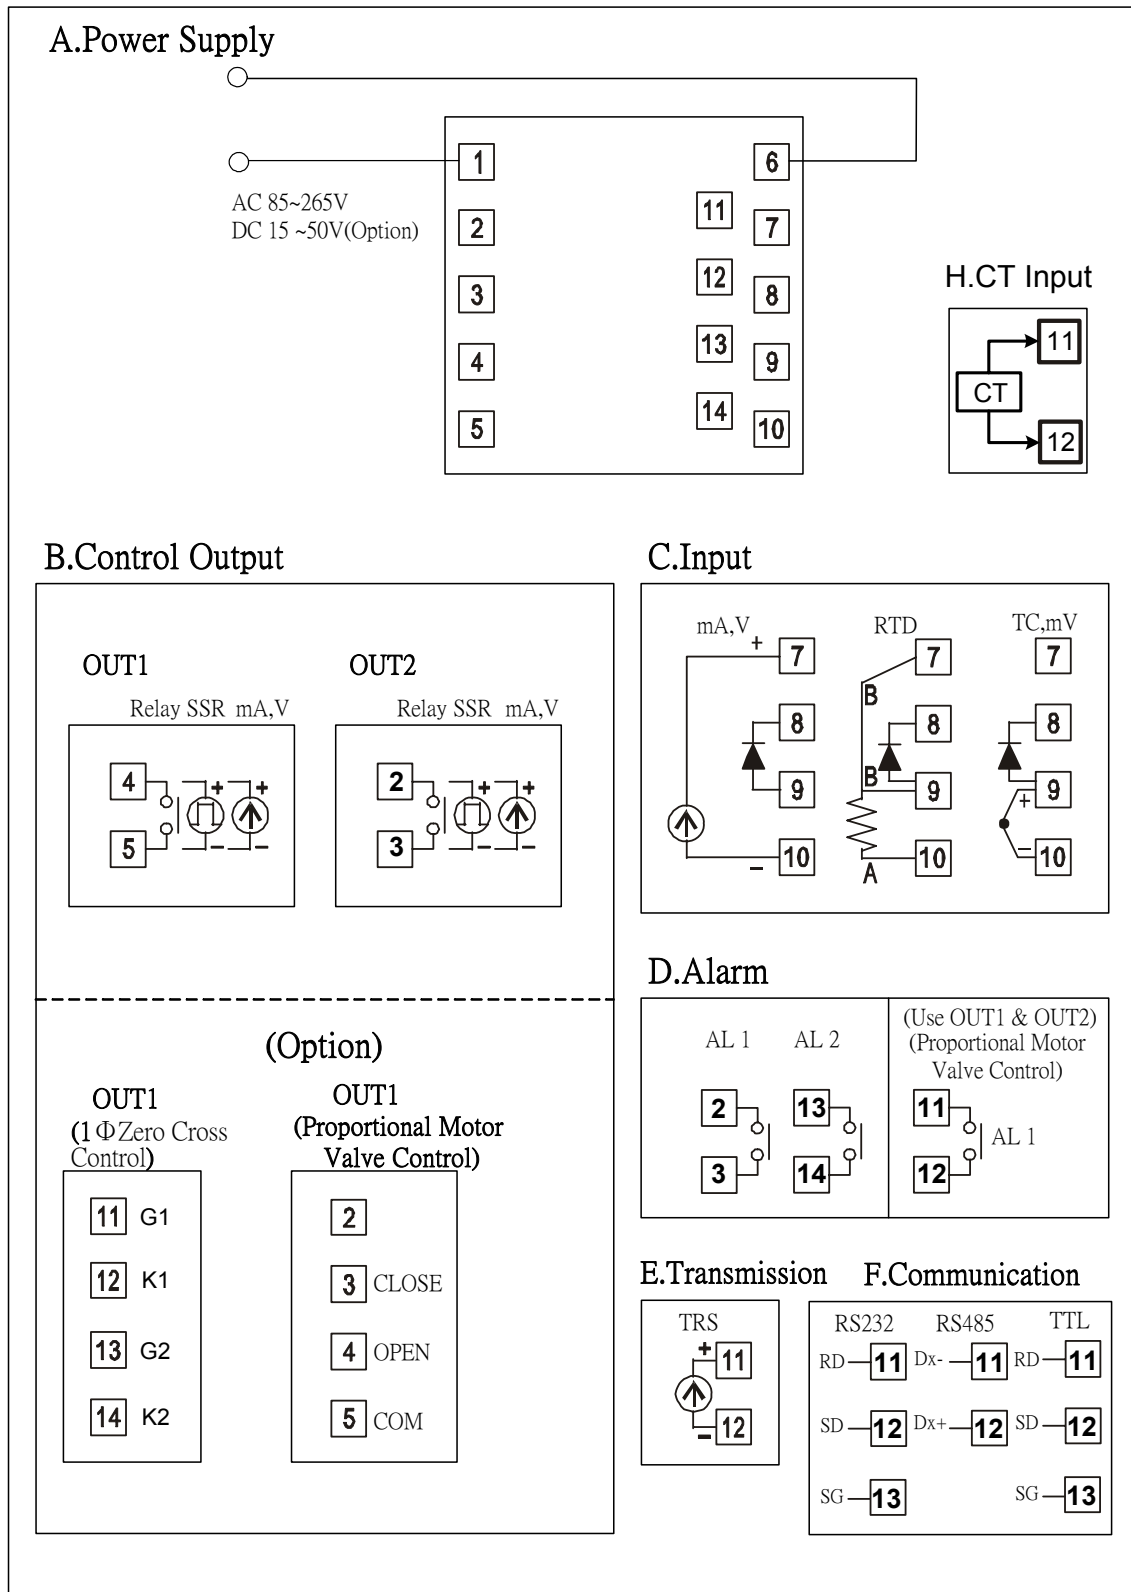 A.Power Supply
AC 85~265V
DC 15 ~50V(Option)
1
2
3
4
5
6
7
8
9
10
11
12
13
14
H.CT Input
CT
11
12
B.Control Output
OUT1
Relay SSR mA,V
4
5
+ +
− −
OUT2
Relay SSR mA,V
2
3
+ +
− −
(Option)
OUT1
(1ΦZero Cross
Control)
11 G1
12 K1
13 G2
14 K2
OUT1
(Proportional Motor
Valve Control)
2
3 CLOSE
4 OPEN
5 COM
C.Input
mA,V
+ 7
8
9
− 10
RTD
7
B
8
B 9
A 10
TC,mV
7
8
+ 9
− 10
D.Alarm
AL 1
2
3
AL 2
13
14
(Use OUT1 & OUT2)
(Proportional Motor
Valve Control)
11
AL 1
12
E.Transmission
TRS
+ 11
− 12
F.Communication
RS232 RS485 TTL
RD 11 Dx- 11 RD 11
SD 12 Dx+ 12 SD 12
SG 13 SG 13